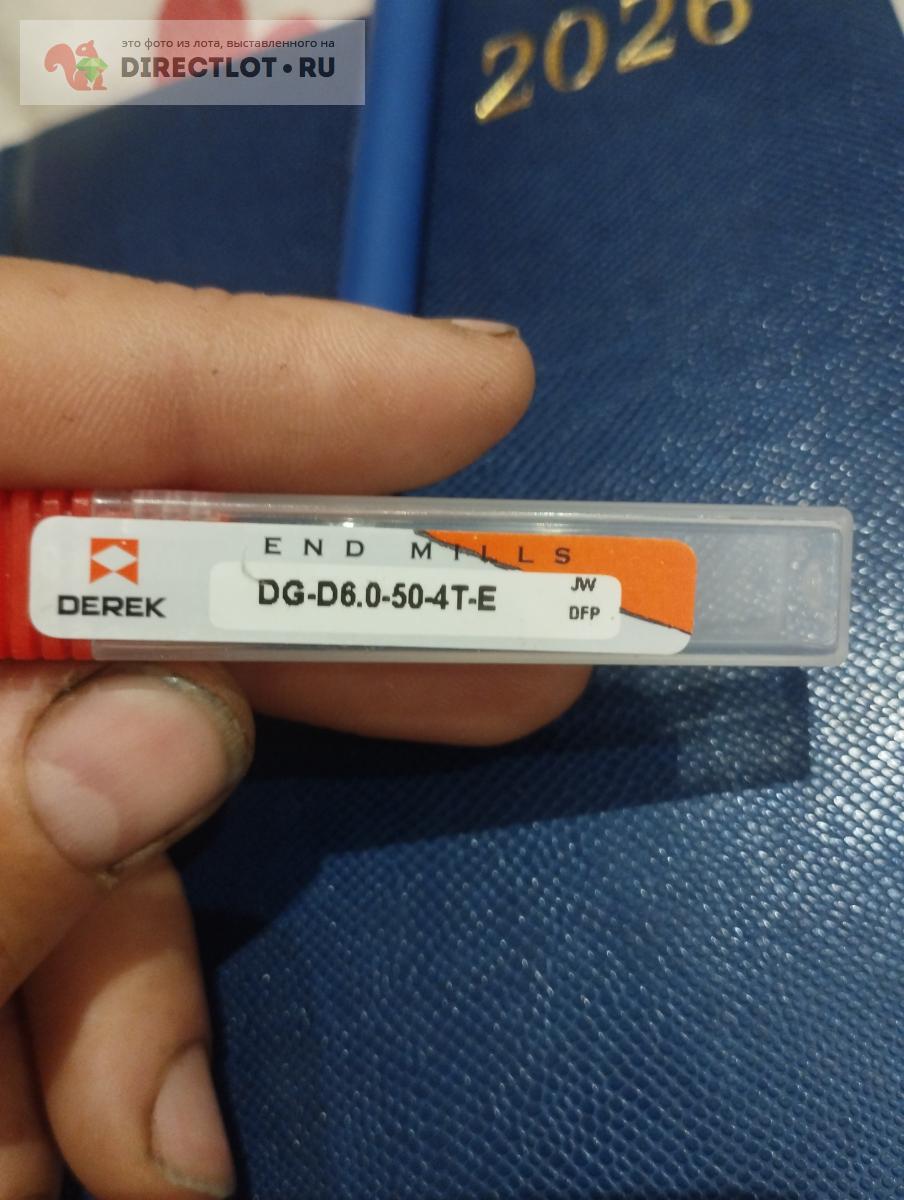 это фото из лота, выставленного на
DIRECTLOT•RU
2026
END MILLS
DEREK
DG-D6.0-50-4T-E
JW
DFP